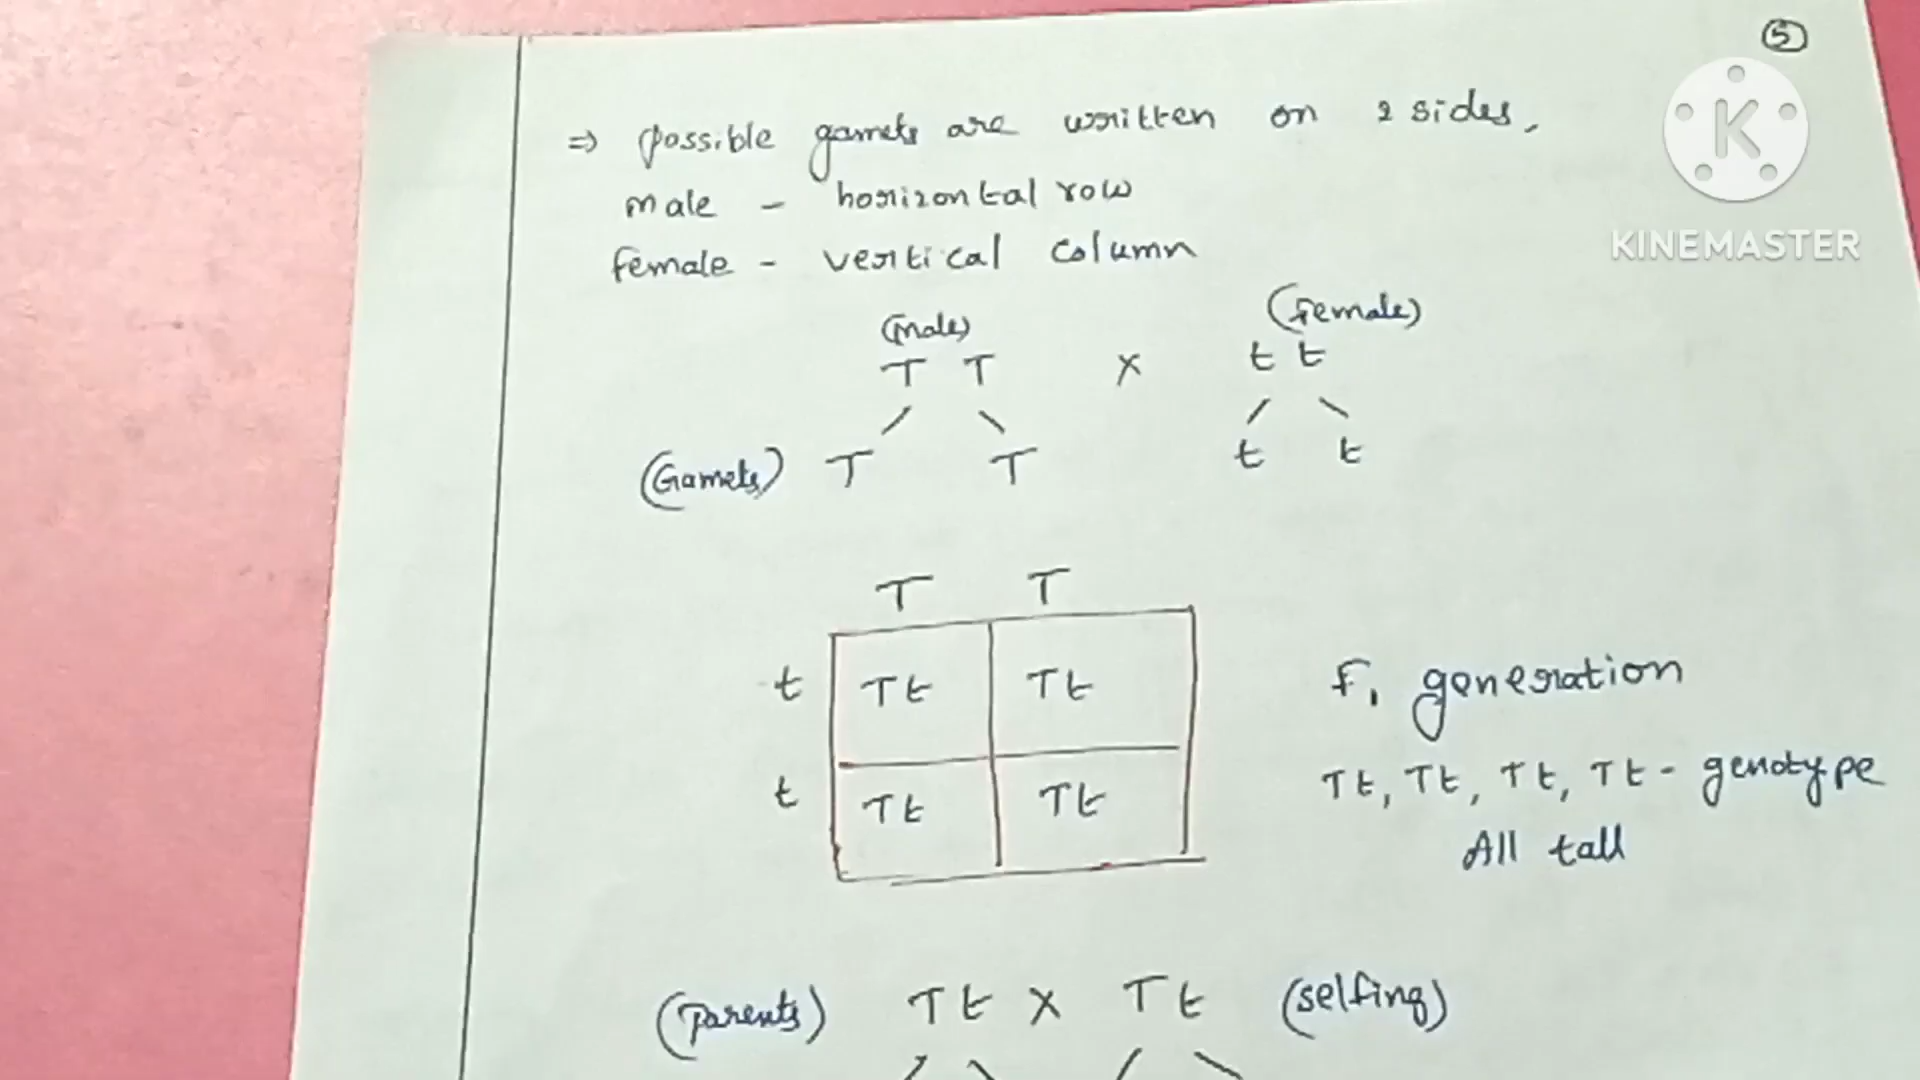 5
⇒ possible gamets are written on 2 sides,
male - horizontal row
female - vertical column
(male) (female)
T T X t t
(Gamets) T T t t
T T
t Tt Tt
t Tt Tt
F1 generation
Tt, Tt, Tt, Tt - genotype
All tall
(Parents) Tt X Tt (selfing)
K
KINEMASTER